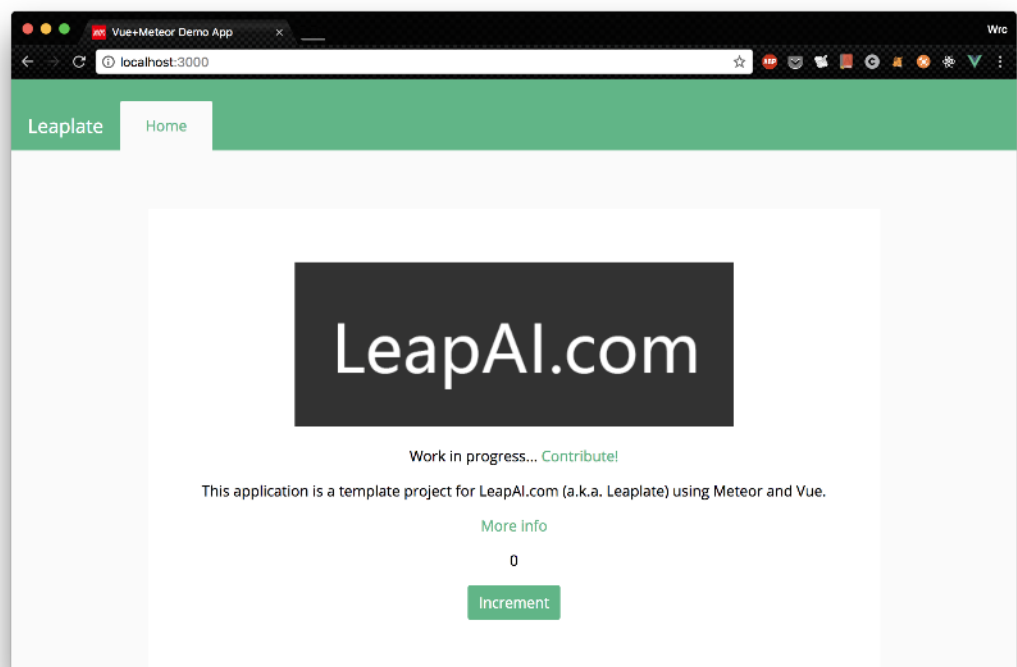 Vue+Meteor Demo App
Wrc
localhost:3000
ABP
Leaplate
Home
LeapAI.com
Work in progress... Contribute!
This application is a template project for LeapAI.com (a.k.a. Leaplate) using Meteor and Vue.
More info
0
Increment